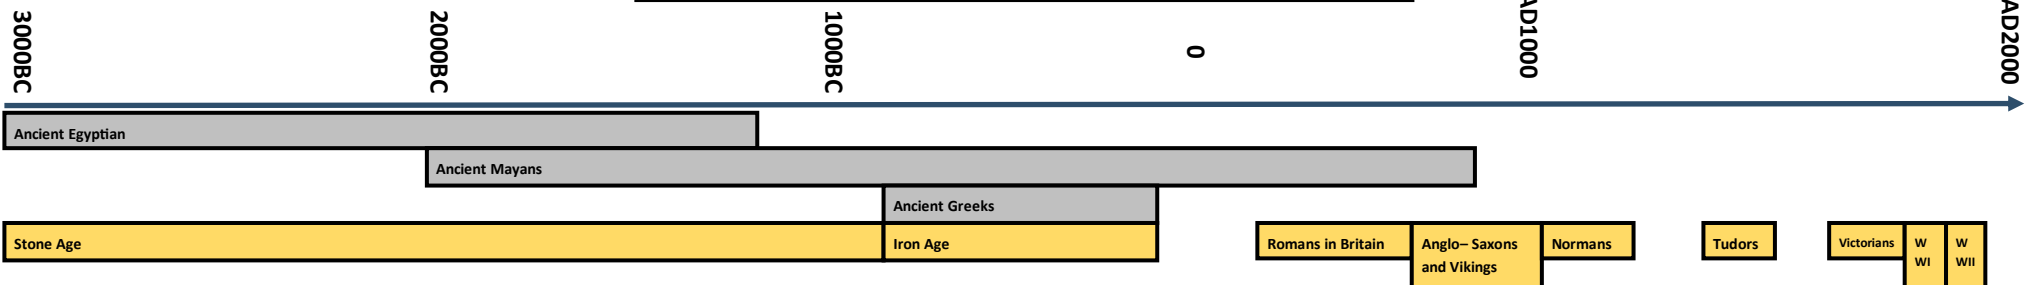 3000BC
2000BC
1000BC
0
AD1000
AD2000
Ancient Egyptian
Ancient Mayans
Ancient Greeks
Stone Age
Iron Age
Romans in Britain
Anglo– Saxons
and Vikings
Normans
Tudors
Victorians
W
WI
W
WII